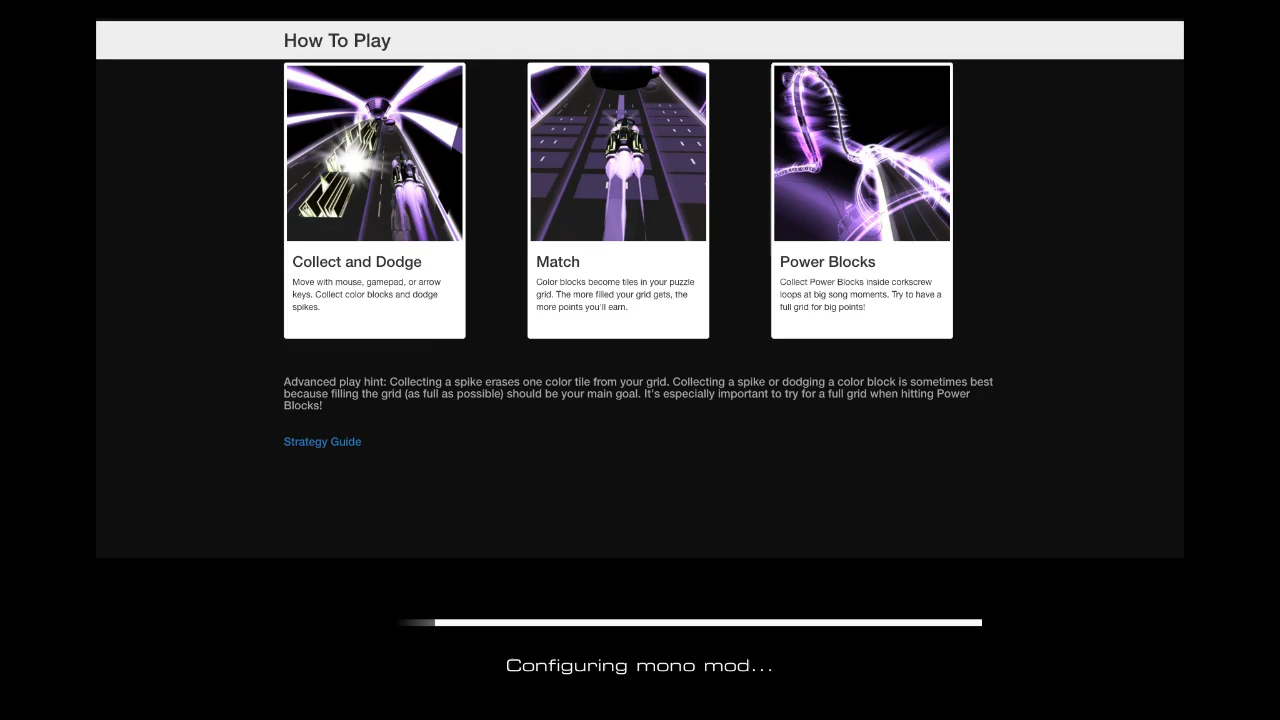 How To Play
Collect and Dodge
Move with mouse, gamepad, or arrow
keys. Collect color blocks and dodge
spikes.
Match
Color blocks become tiles in your puzzle
grid. The more filled your grid gets, the
more points you'll earn.
Power Blocks
Collect Power Blocks inside corkscrew
loops at big song moments. Try to have a
full grid for big points!
Advanced play hint: Collecting a spike erases one color tile from your grid. Collecting a spike or dodging a color block is sometimes best
because filling the grid (as full as possible) should be your main goal. It's especially important to try for a full grid when hitting Power
Blocks!
Strategy Guide
Configuring mono mod...